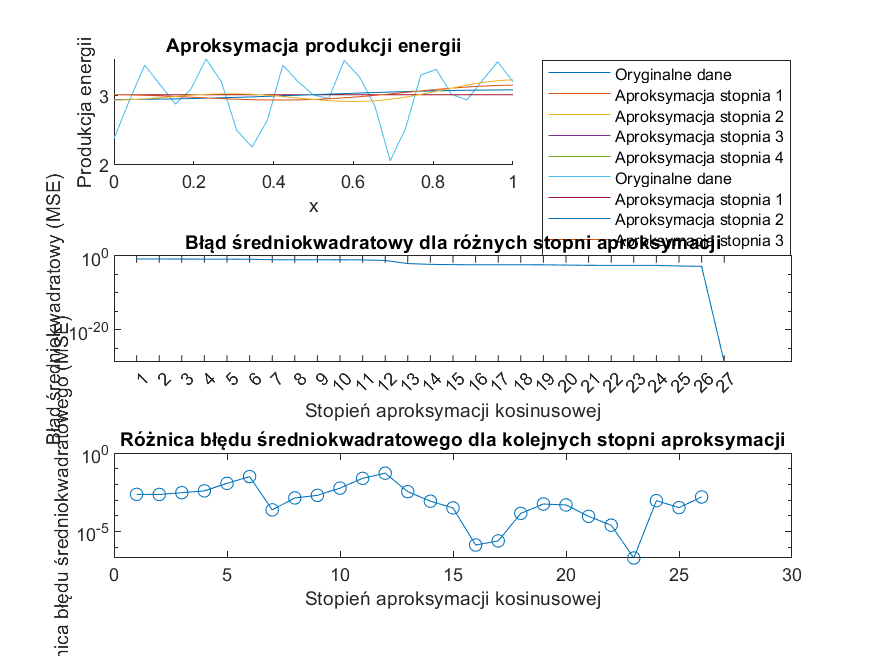 Aproksymacja produkcji energii
Produkcja energii
3
2
0
0.2
0.4
0.6
0.8
1
x
Oryginalne dane
Aproksymacja stopnia 1
Aproksymacja stopnia 2
Aproksymacja stopnia 3
Aproksymacja stopnia 4
Oryginalne dane
Aproksymacja stopnia 1
Aproksymacja stopnia 2
Aproksymacja stopnia 3
Błąd średniokwadratowy dla różnych stopni aproksymacji
Błąd średniokwadratowy (MSE)
10^0
10^-20
1
2
3
4
5
6
7
8
9
10
11
12
13
14
15
16
17
18
19
20
21
22
23
24
25
26
27
Stopień aproksymacji kosinusowej
Różnica błędu średniokwadratowego dla kolejnych stopni aproksymacji
nica błędu średniokwadratowego (MSE)
10^0
10^-5
0
5
10
15
20
25
30
Stopień aproksymacji kosinusowej